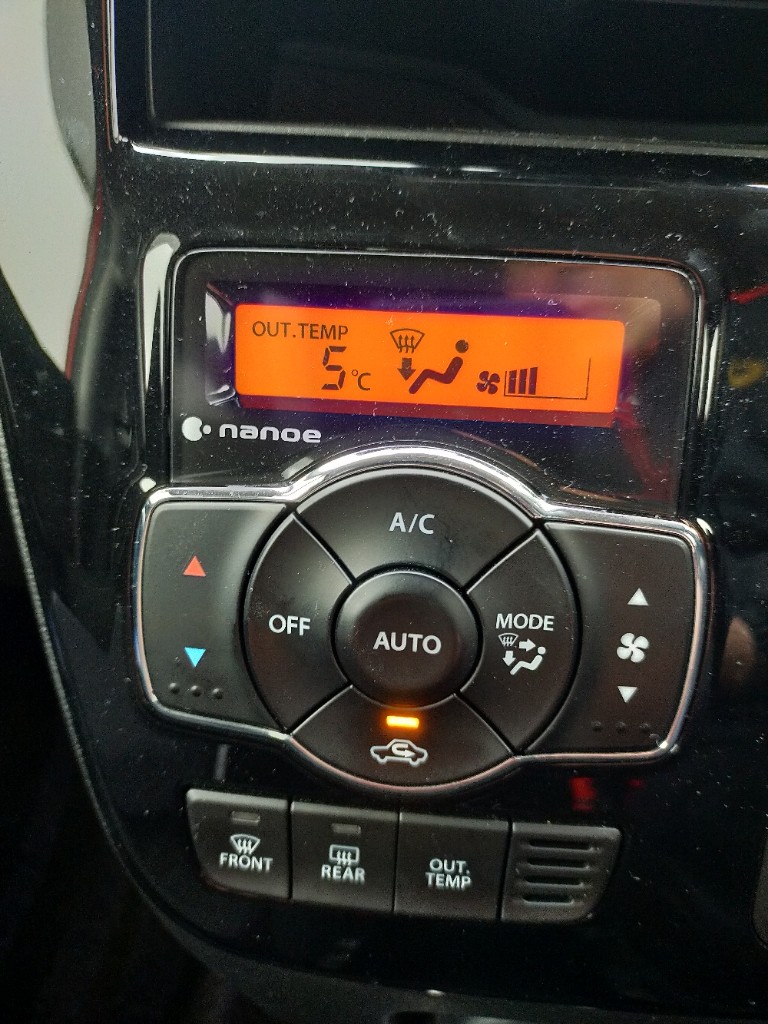 OUT.TEMP
5°C
nanoe
A/C
OFF
AUTO
MODE
FRONT
REAR
OUT.
TEMP